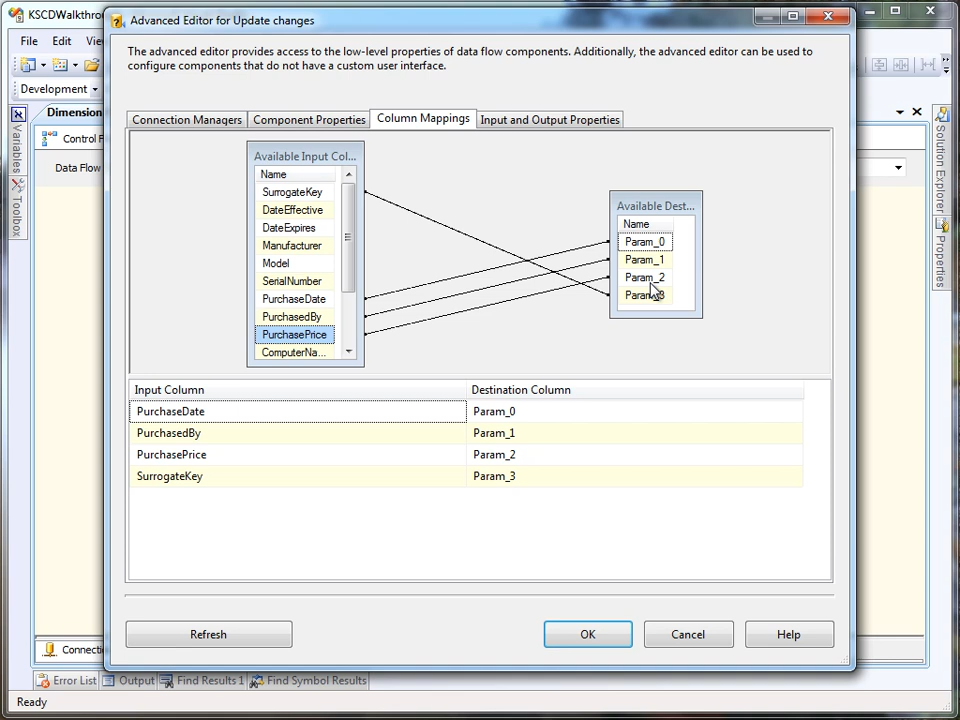 KSCDWalkthro
Advanced Editor for Update changes
File Edit
The advanced editor provides access to the low-level properties of data flow components. Additionally, the advanced editor can be used to
configure components that do not have a custom user interface.
Development
Dimension
Connection Managers Component Properties Column Mappings Input and Output Properties
Control F
Data Flow
Variables
Toolbox
Solution Explorer
Properties
Available Input Col...
Name
SurrogateKey
DateEffective
DateExpires
Manufacturer
Model
SerialNumber
PurchaseDate
PurchasedBy
PurchasePrice
ComputerNa...
Available Dest...
Name
Param_0
Param_1
Param_2
Param_3
Input Column Destination Column
PurchaseDate Param_0
PurchasedBy Param_1
PurchasePrice Param_2
SurrogateKey Param_3
Refresh OK Cancel Help
Connecti
Error List Output Find Results 1 Find Symbol Results
Ready